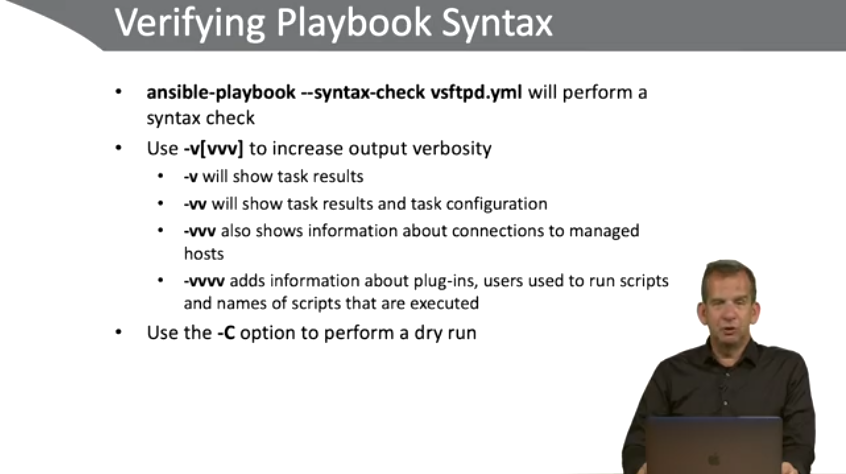 Verifying Playbook Syntax
• ansible-playbook --syntax-check vsftpd.yml will perform a
syntax check
• Use -v[vvv] to increase output verbosity
• -v will show task results
• -vv will show task results and task configuration
• -vvv also shows information about connections to managed
hosts
• -vvvv adds information about plug-ins, users used to run scripts
and names of scripts that are executed
• Use the -C option to perform a dry run